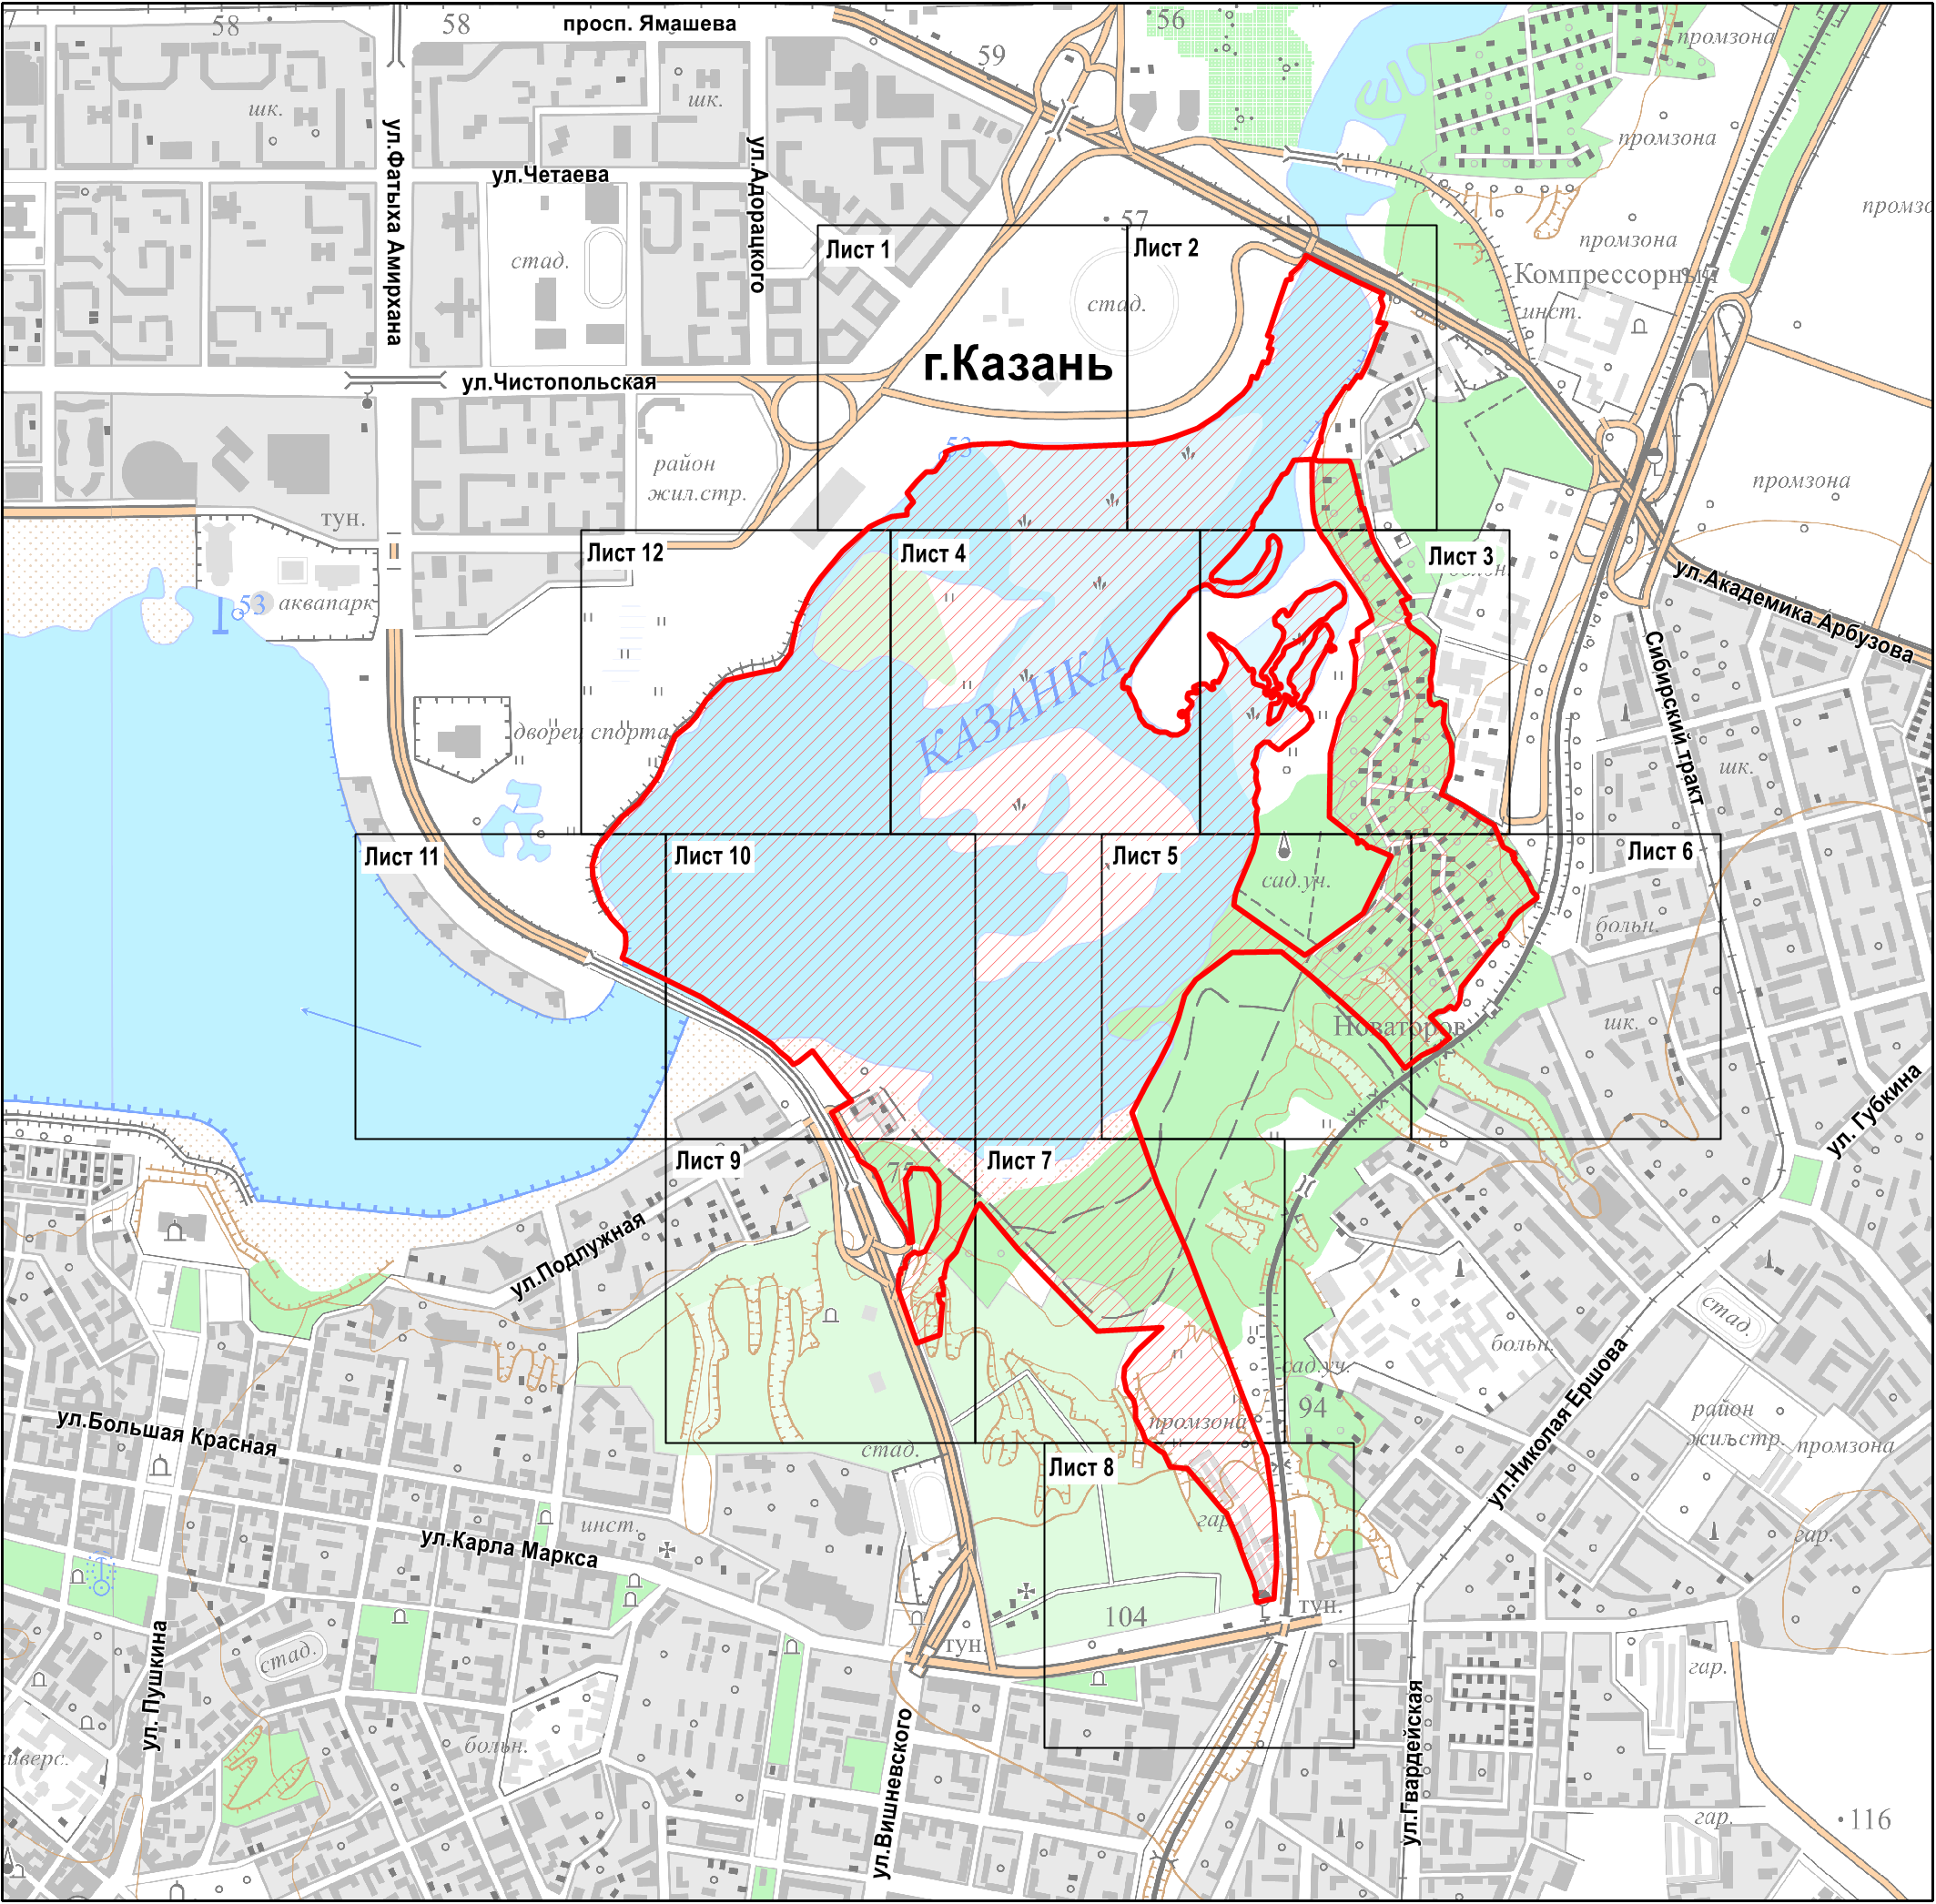 58
58
просп. Ямашева
56
59
промзона
шк.
шк.
ул.Фатыха Амирхана
ул.Четаева
ул.Адорацкого
промзона
57
промзона
стад.
Лист 1
Лист 2
стад.
Компрессорный
инст.
г.Казань
ул.Чистопольская
53
район
жил.стр.
промзона
тун.
Лист 12
Лист 4
Лист 3
ул.Академика Арбузова
53
аквапарк
КАЗАНКА
Сибирский тракт
дворец спорта
шк.
Лист 11
Лист 10
Лист 5
Лист 6
сад.уч.
больн.
Новаторов
шк.
ул. Губкина
Лист 9
Лист 7
75
ул.Подлужная
стад.
больн.
сад.уч.
94
ул.Николая Ершова
район
жил.стр.
промзона
промзона
ул.Большая Красная
стад.
Лист 8
инст.
гар.
гар.
ул.Карла Маркса
104
тун.
тун.
стад.
ул. Пушкина
гар.
больн.
ул.Вишневского
ул.Гвардейская
гар.
116